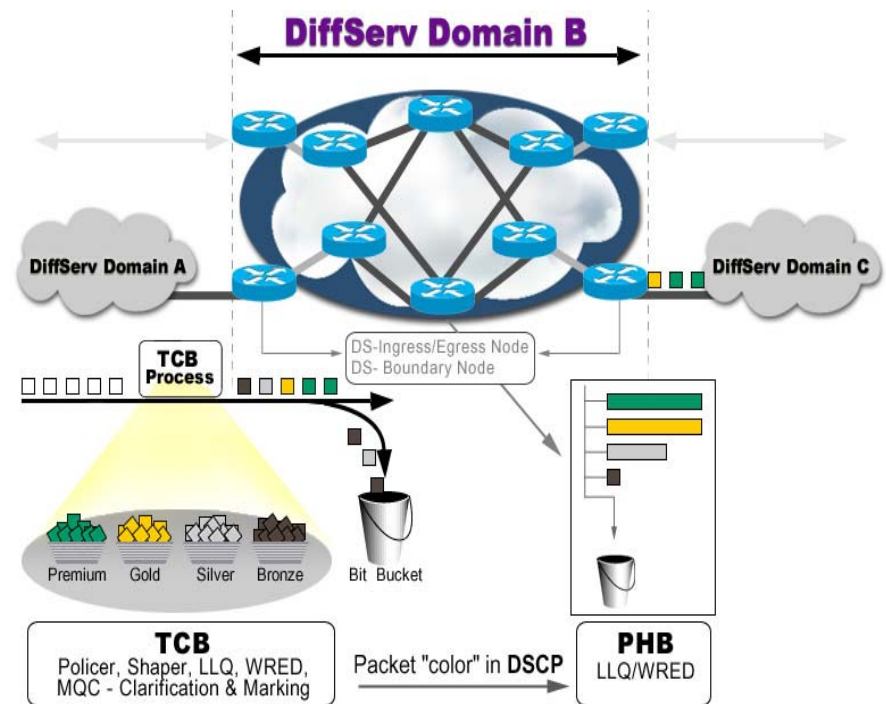 DiffServ Domain B
DiffServ Domain A
DiffServ Domain C
DS-Ingress/Egress Node
DS- Boundary Node
TCB
Process
Premium
Gold
Silver
Bronze
Bit Bucket
TCB
Policer, Shaper, LLQ, WRED,
MQC - Clarification & Marking
Packet "color" in DSCP
PHB
LLQ/WRED